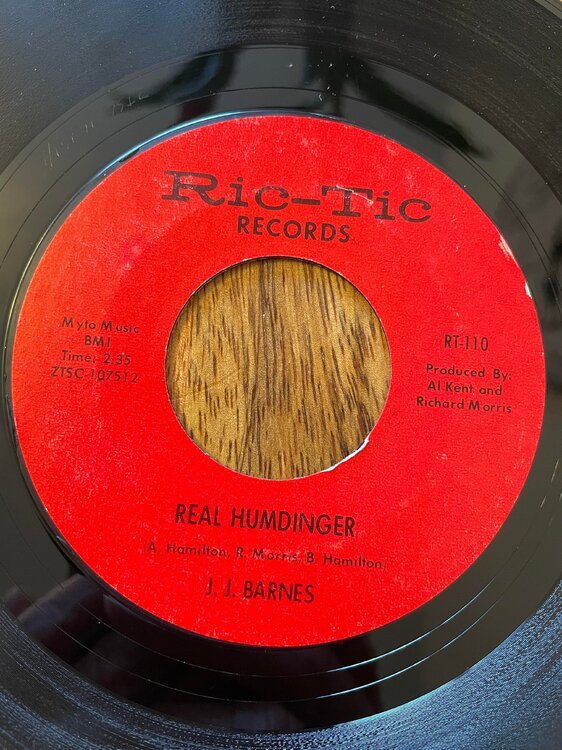 Ric-Tic
RECORDS
Myto Music
BMI
Time: 2:35
ZTSC-107512
RT-110
Produced By:
Al Kent and
Richard Morris
REAL HUMDINGER
(A. Hamilton, R. Morris, B. Hamilton)
J. J. BARNES